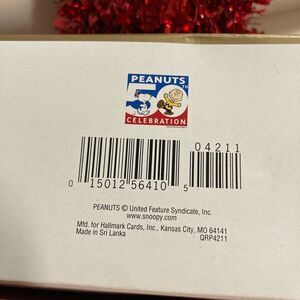 PEANUTS
50
CELEBRATION
04211
0 15012 56410 5
PEANUTS © United Feature Syndicate, Inc.
www.snoopy.com
Mfd. for Hallmark Cards, Inc., Kansas City, MO 64141
Made in Sri Lanka QRP4211